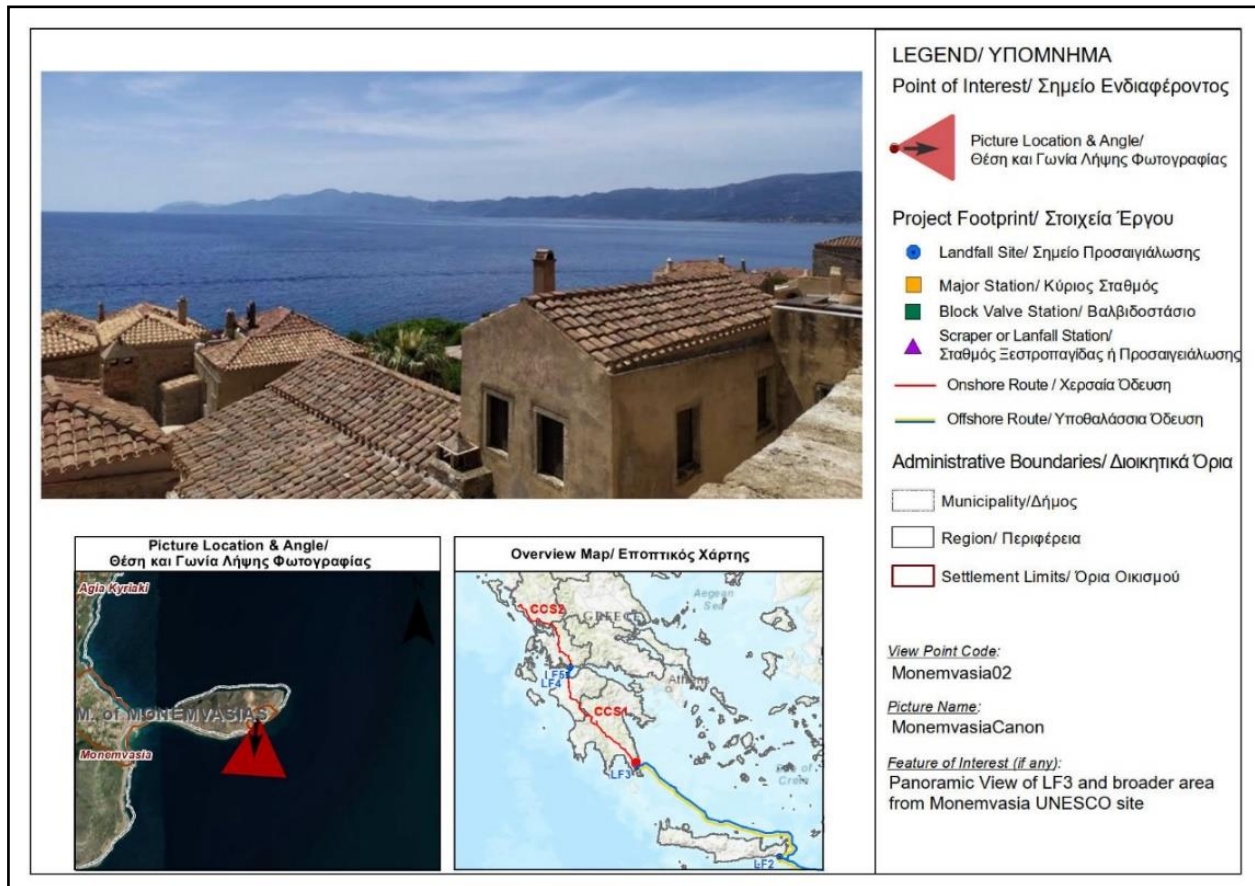 LEGEND/ ΥΠΟΜΝΗΜΑ
Point of Interest/ Σημείο Ενδιαφέροντος
Picture Location & Angle/
Θέση και Γωνία Λήψης Φωτογραφίας
Project Footprint/ Στοιχεία Έργου
Landfall Site/ Σημείο Προσαιγιάλωσης
Major Station/ Κύριος Σταθμός
Block Valve Station/ Βαλβιδοστάσιο
Scraper or Lanfall Station/
Σταθμός Ξεστροπαγίδας ή Προσαιγειάλωσης
Onshore Route / Χερσαία Όδευση
Offshore Route/ Υποθαλάσσια Όδευση
Administrative Boundaries/ Διοικητικά Όρια
Municipality/Δήμος
Region/ Περιφέρεια
Settlement Limits/ Όρια Οικισμού
View Point Code:
Monemvasia02
Picture Name:
MonemvasiaCanon
Feature of Interest (if any):
Panoramic View of LF3 and broader area
from Monemvasia UNESCO site
Picture Location & Angle/
Θέση και Γωνία Λήψης Φωτογραφίας
Agia Kyriaki
M. of MONEMVASIAS
Monemvasia
Overview Map/ Εποπτικός Χάρτης
CCS2
GREECE
Aegean
Sea
LF5
LF4
Athens
CCS1
LF3
Sea of
Crete
LF2